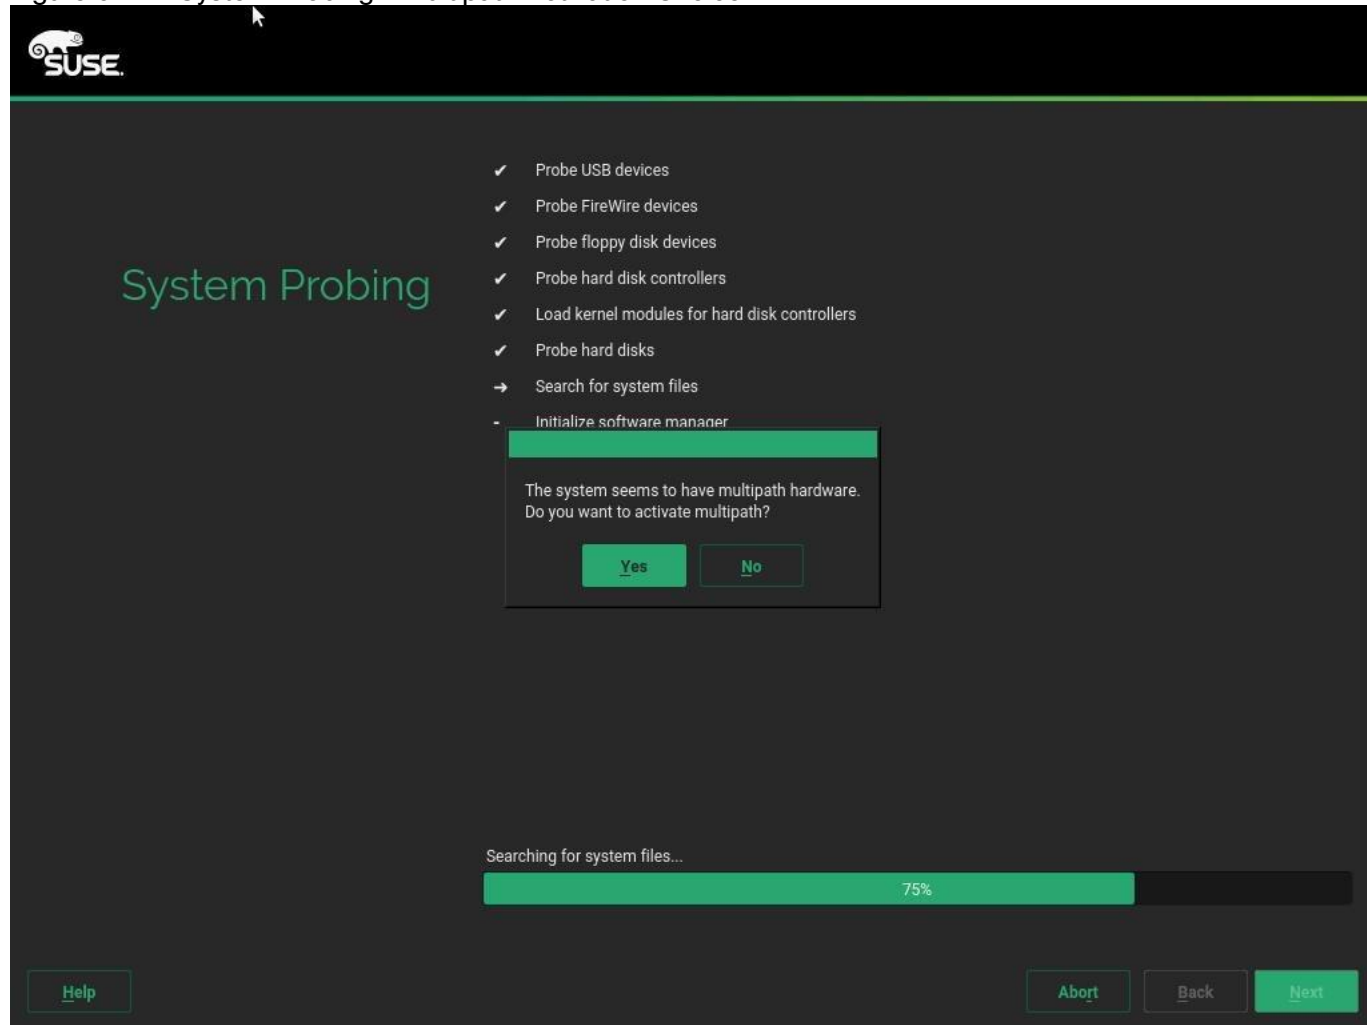 SUSE.
System Probing
✔ Probe USB devices
✔ Probe FireWire devices
✔ Probe floppy disk devices
✔ Probe hard disk controllers
✔ Load kernel modules for hard disk controllers
✔ Probe hard disks
→ Search for system files
- Initialize software manager
The system seems to have multipath hardware.
Do you want to activate multipath?
Yes No
Searching for system files...
75%
Help Abort Back Next